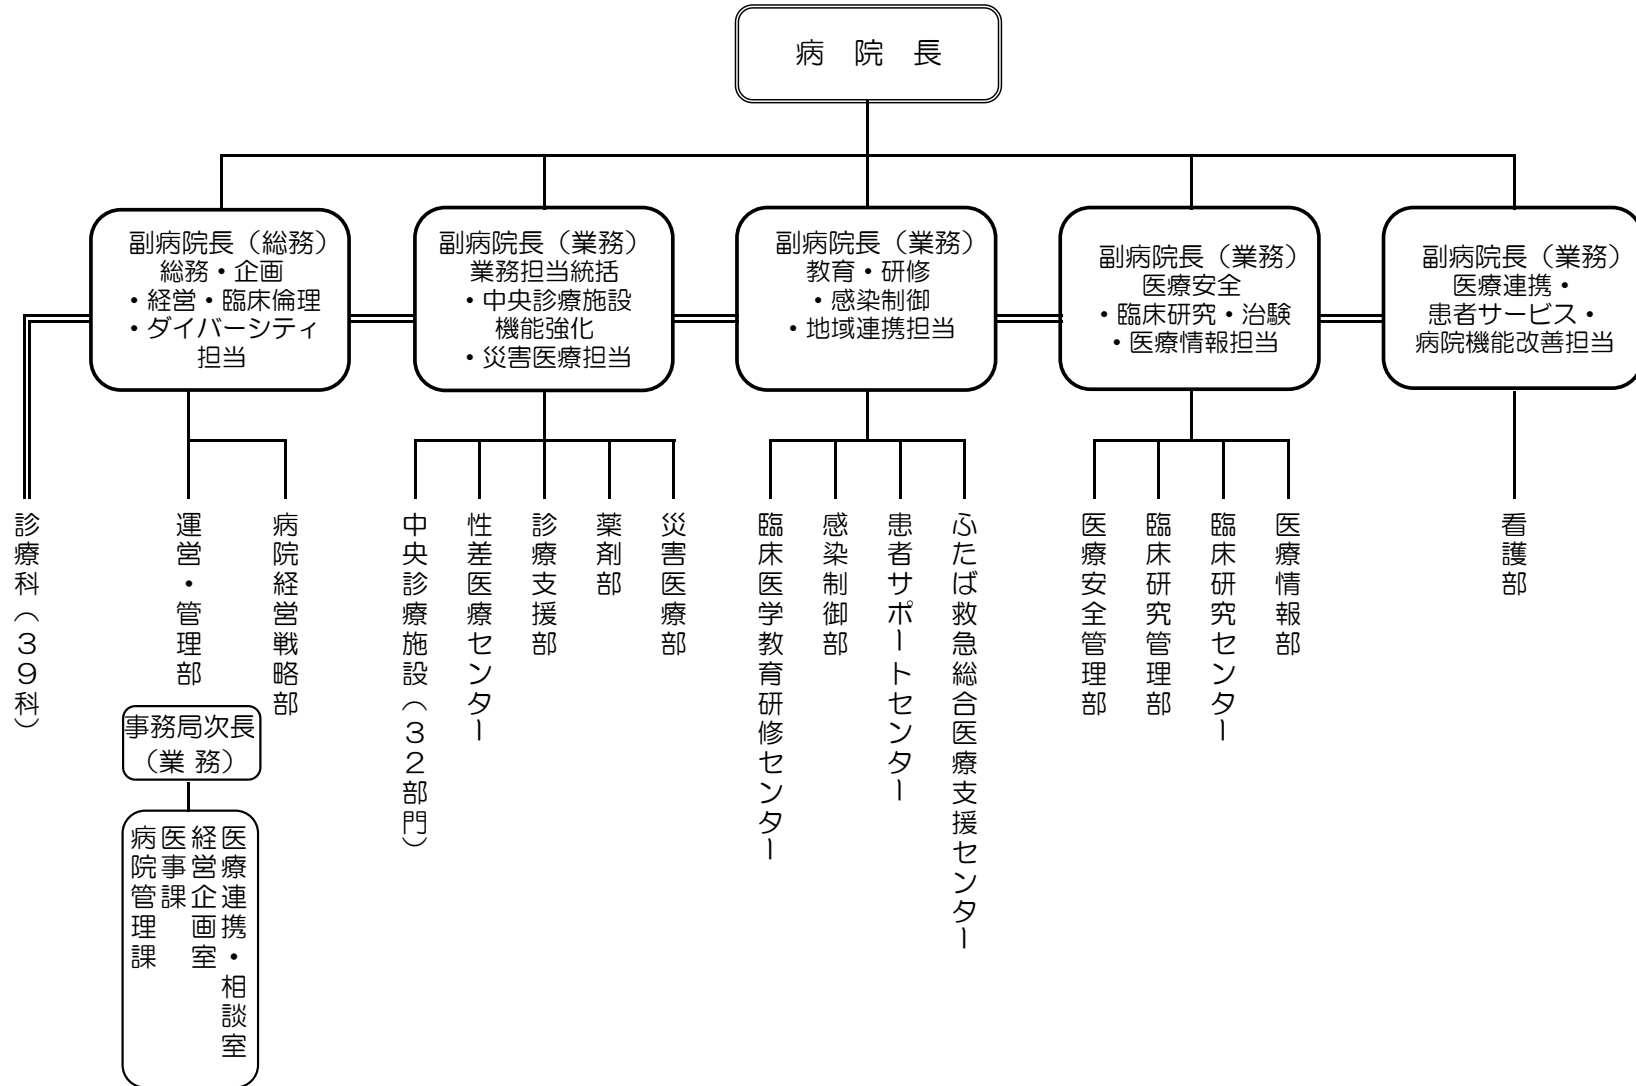 病 院 長
副病院長（総務）
総務・企画
・経営・臨床倫理
・ダイバーシティ
担当
副病院長（業務）
業務担当統括
・中央診療施設
機能強化
・災害医療担当
副病院長（業務）
教育・研修
・感染制御
・地域連携担当
副病院長（業務）
医療安全
・臨床研究・治験
・医療情報担当
副病院長（業務）
医療連携・
患者サービス・
病院機能改善担当
診療科（３９科）
運営・管理部
病院経営戦略部
中央診療施設（３２部門）
性差医療センター
診療支援部
薬剤部
災害医療部
臨床医学教育研修センター
感染制御部
患者サポートセンター
ふたば救急総合医療支援センター
医療安全管理部
臨床研究管理部
臨床研究センター
医療情報部
看護部
事務局次長
（業 務）
医療連携・相談室
経営企画室
医事課
病院管理課